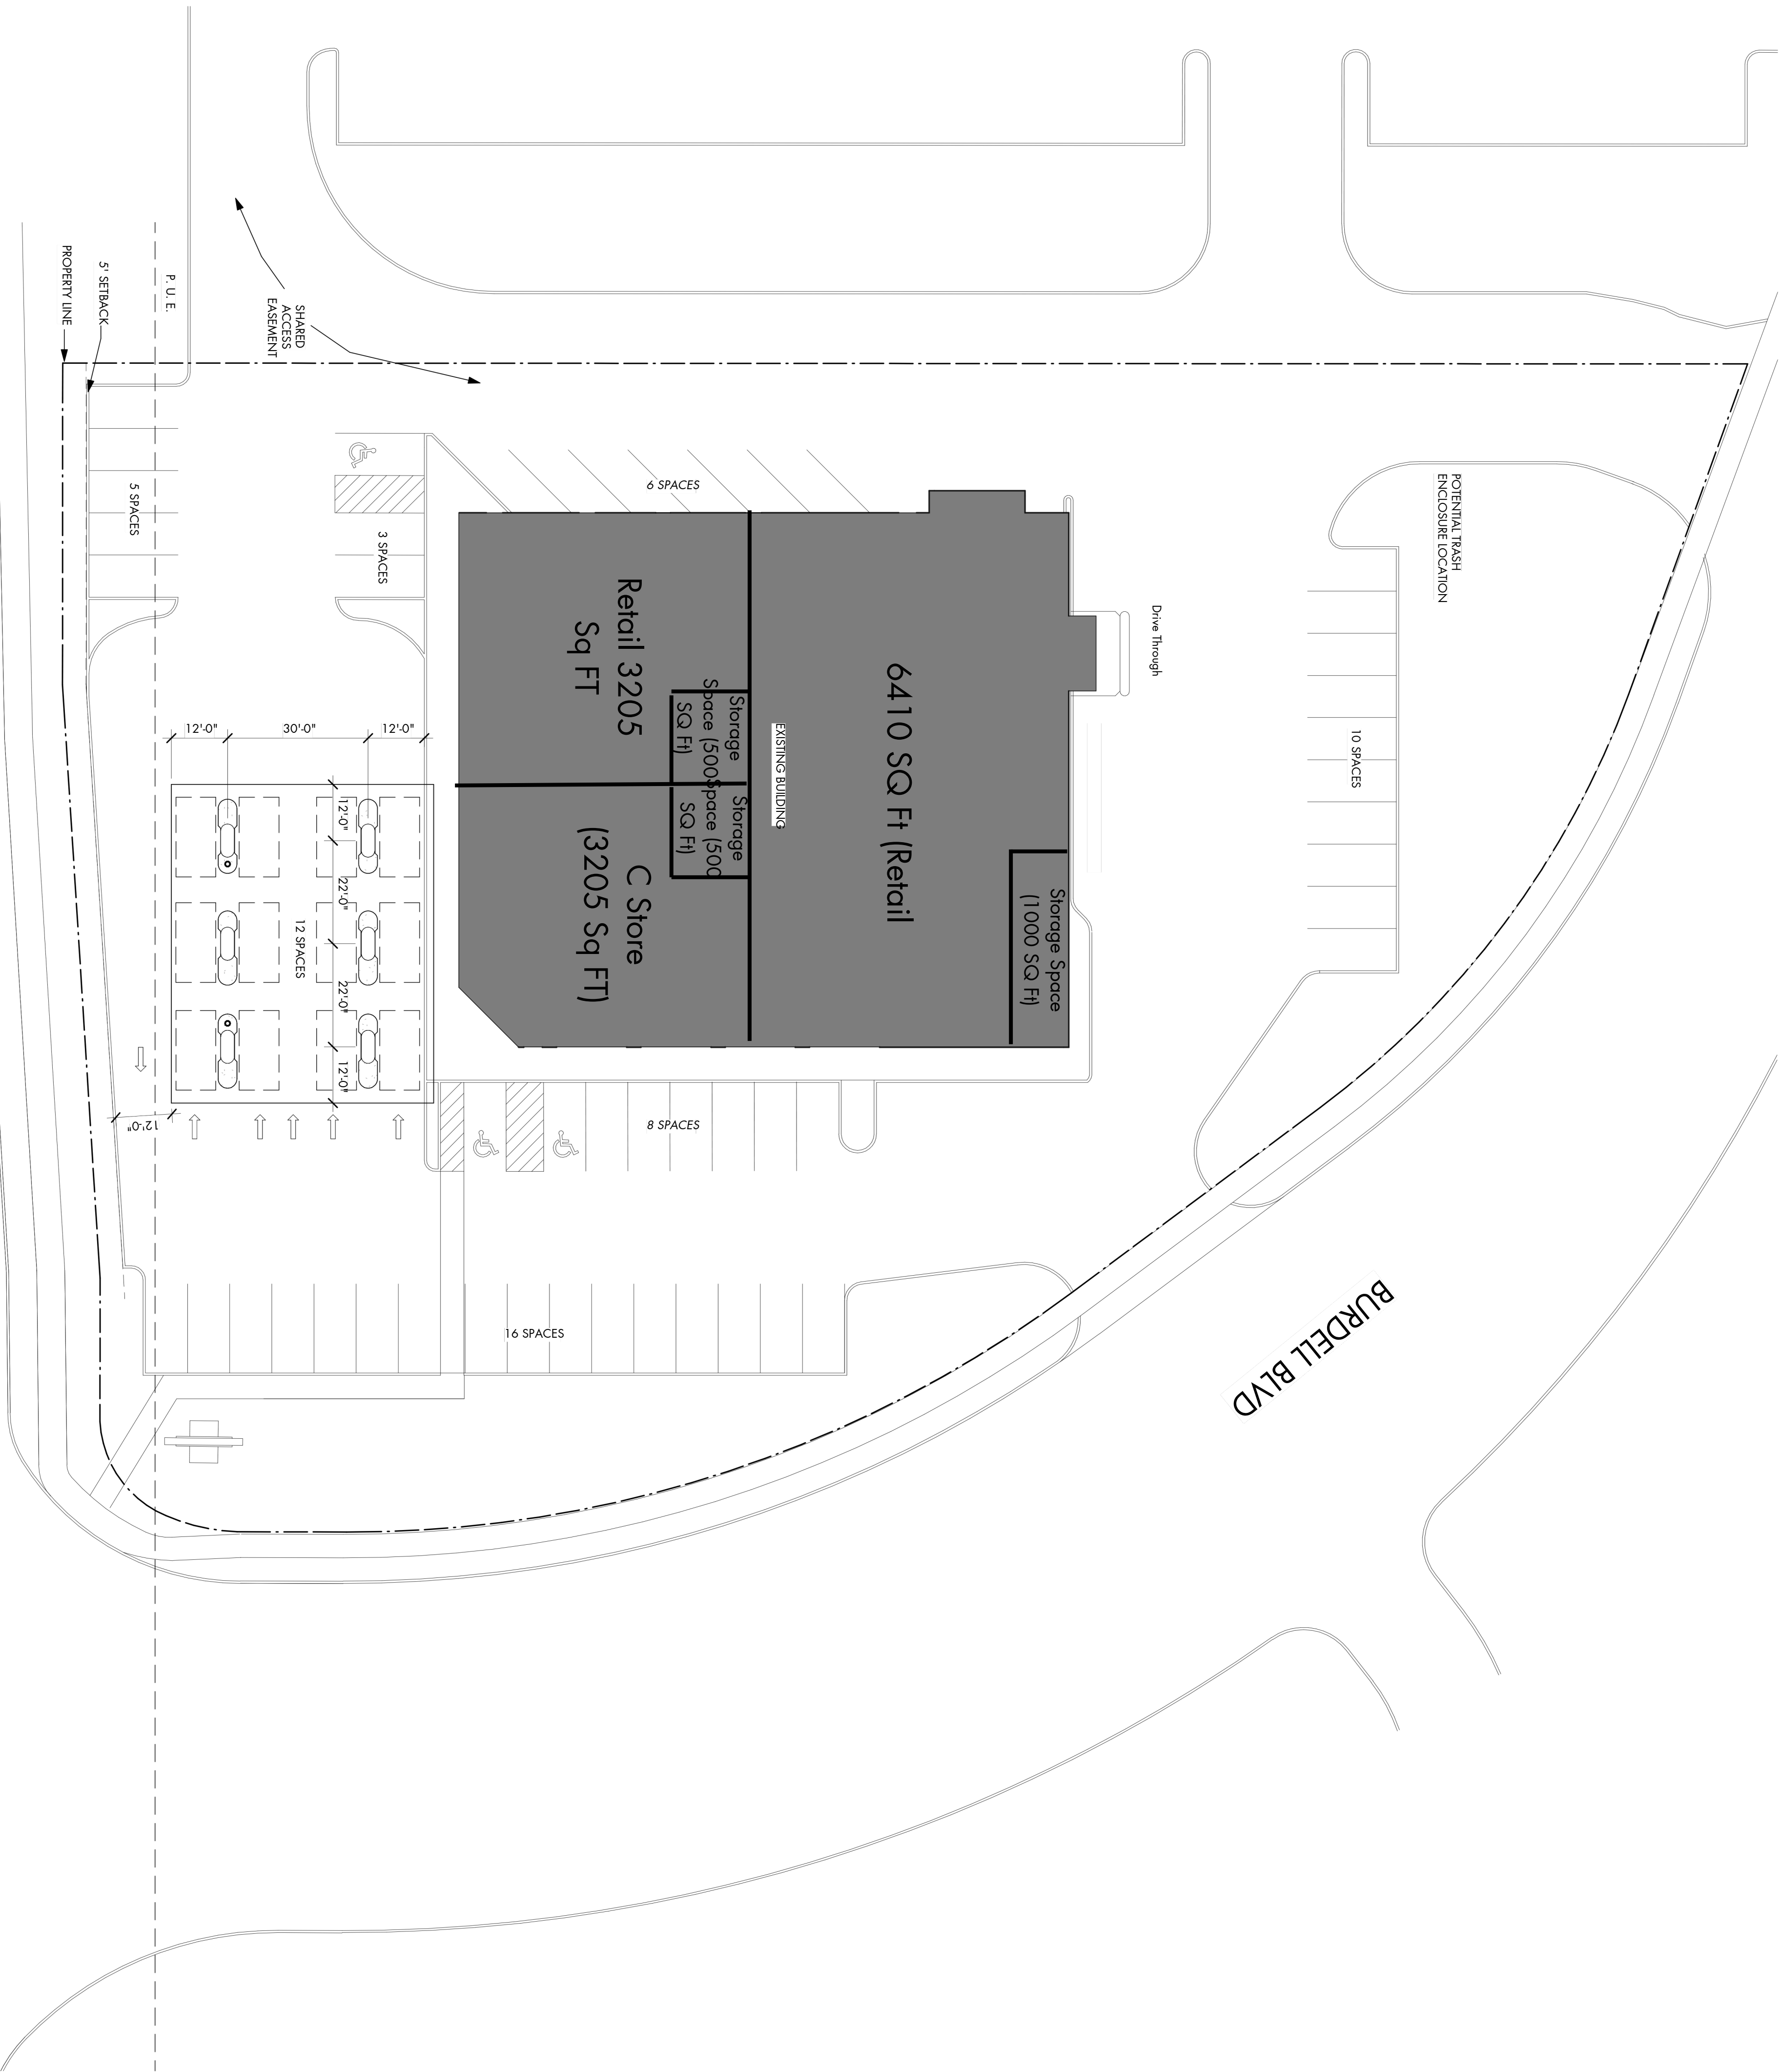 PROPERTY LINE
5' SETBACK
P. U. E.
SHARED
ACCESS
EASEMENT
5 SPACES
3 SPACES
6 SPACES
POTENTIAL TRASH
ENCLOSURE LOCATION
Drive Through
10 SPACES
Retail 3205
Sq FT
Storage
Space (500
SQ Ft)
EXISTING BUILDING
6410 SQ Ft (Retail
Storage
Space (500
SQ Ft)
C Store
(3205 Sq FT)
Storage Space
(1000 SQ Ft)
12'-0"
30'-0"
12'-0"
12'-0"
22'-0"
22'-0"
12'-0"
12 SPACES
12'-0"
8 SPACES
16 SPACES
BURDELL BLVD